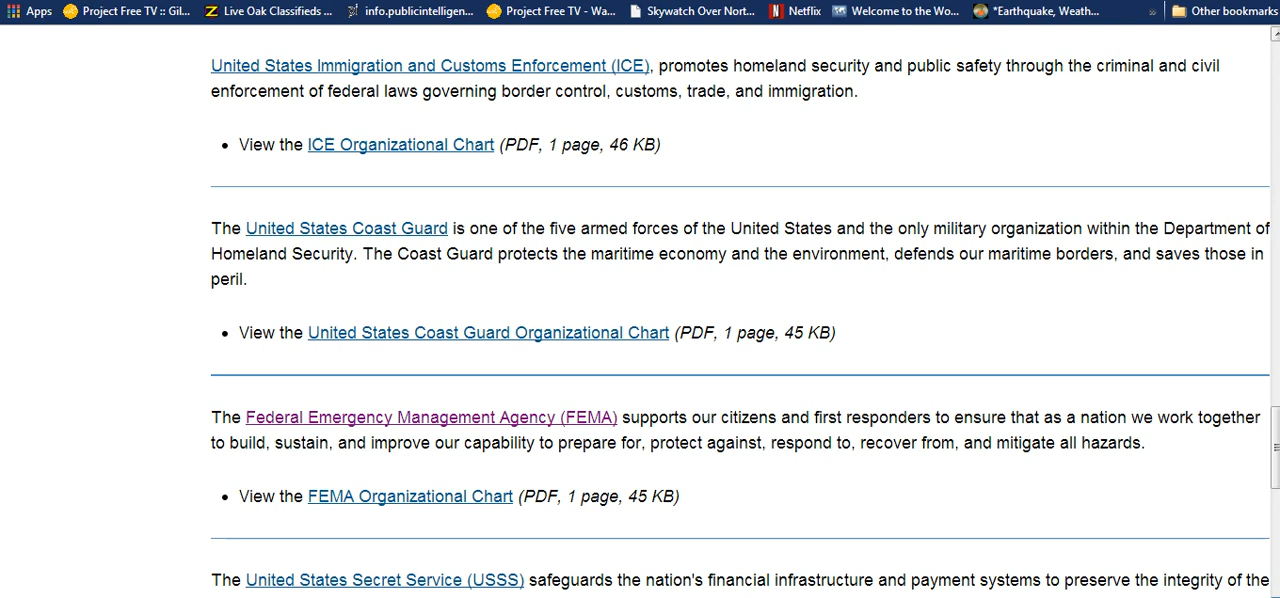 Apps Project Free TV :: Gil... Live Oak Classifieds ... info.publicintelligen... Project Free TV - Wa... Skywatch Over Nort... Netflix Welcome to the Wo... *Earthquake, Weath... » Other bookmarks
United States Immigration and Customs Enforcement (ICE), promotes homeland security and public safety through the criminal and civil
enforcement of federal laws governing border control, customs, trade, and immigration.
• View the ICE Organizational Chart (PDF, 1 page, 46 KB)
The United States Coast Guard is one of the five armed forces of the United States and the only military organization within the Department of
Homeland Security. The Coast Guard protects the maritime economy and the environment, defends our maritime borders, and saves those in
peril.
• View the United States Coast Guard Organizational Chart (PDF, 1 page, 45 KB)
The Federal Emergency Management Agency (FEMA) supports our citizens and first responders to ensure that as a nation we work together
to build, sustain, and improve our capability to prepare for, protect against, respond to, recover from, and mitigate all hazards.
• View the FEMA Organizational Chart (PDF, 1 page, 45 KB)
The United States Secret Service (USSS) safeguards the nation's financial infrastructure and payment systems to preserve the integrity of the